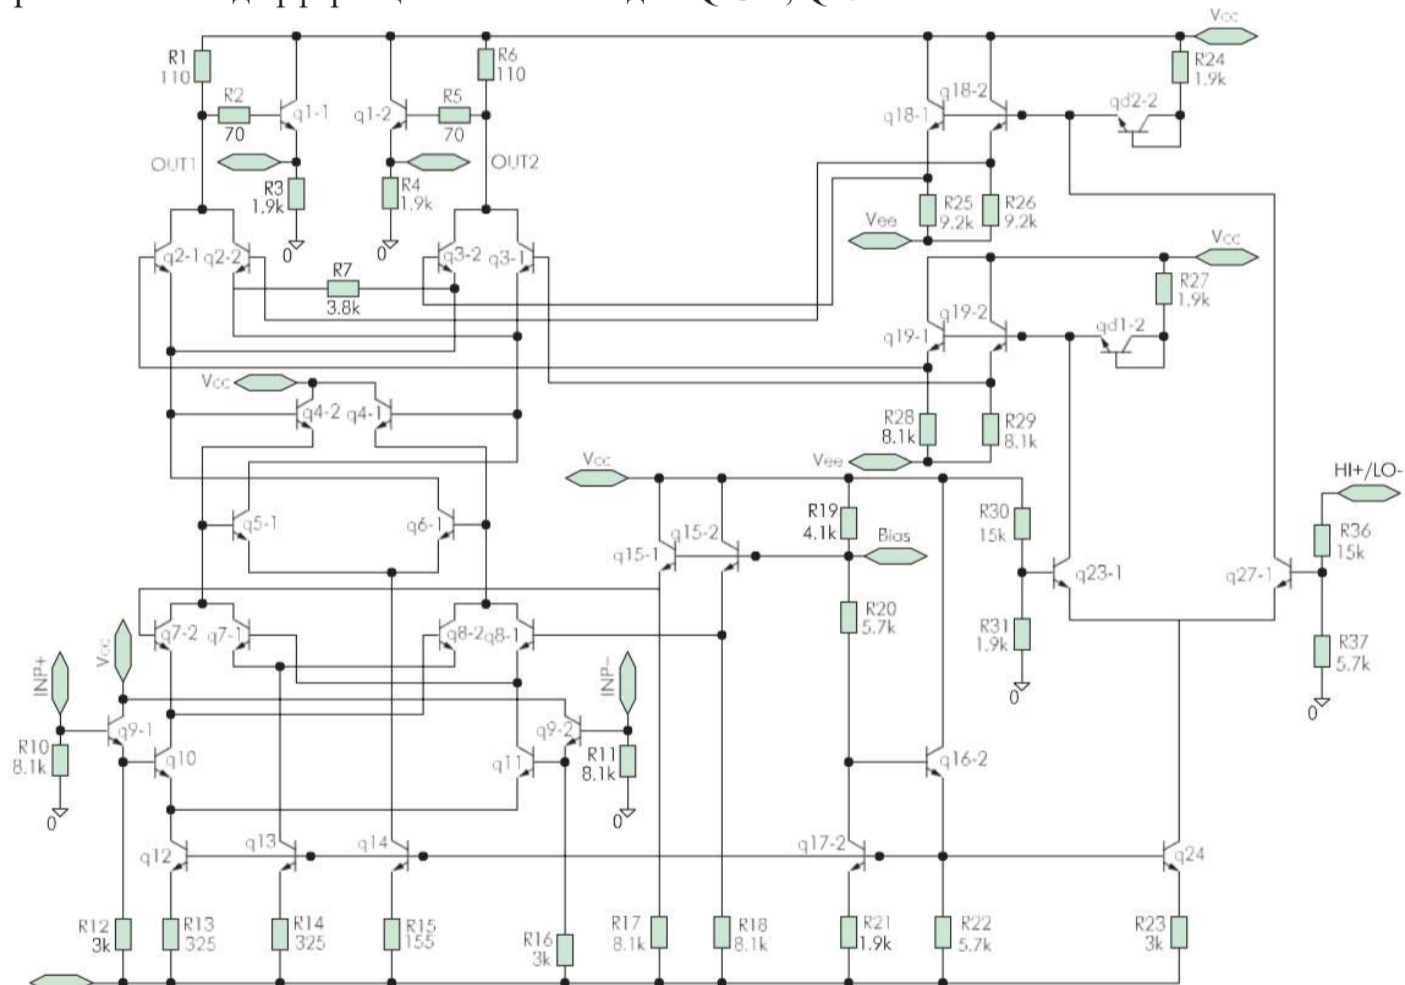 Vcc
R1
110
R6
110
R24
1.9k
R2
70
q1-1
q1-2
R5
70
q18-1
q18-2
qd2-2
OUT1
OUT2
R3
1.9k
R4
1.9k
R25
9.2k
R26
9.2k
Vee
0
0
q2-1
q2-2
q3-2
q3-1
R7
3.8k
Vcc
R27
1.9k
q19-1
q19-2
qd1-2
Vcc
q4-2
q4-1
R28
8.1k
R29
8.1k
Vee
Vcc
HI+/LO-
q5-1
q6-1
q15-1
q15-2
R19
4.1k
Bias
R30
15k
R36
15k
q23-1
q27-1
R20
5.7k
R31
1.9k
R37
5.7k
0
0
q7-2
q7-1
q8-2
q8-1
Vcc
INP+
INP-
q9-1
q9-2
R10
8.1k
q10
q11
R11
8.1k
q16-2
0
0
q12
q13
q14
q17-2
q24
R12
3k
R13
325
R14
325
R15
155
R16
3k
R17
8.1k
R18
8.1k
R21
1.9k
R22
5.7k
R23
3k